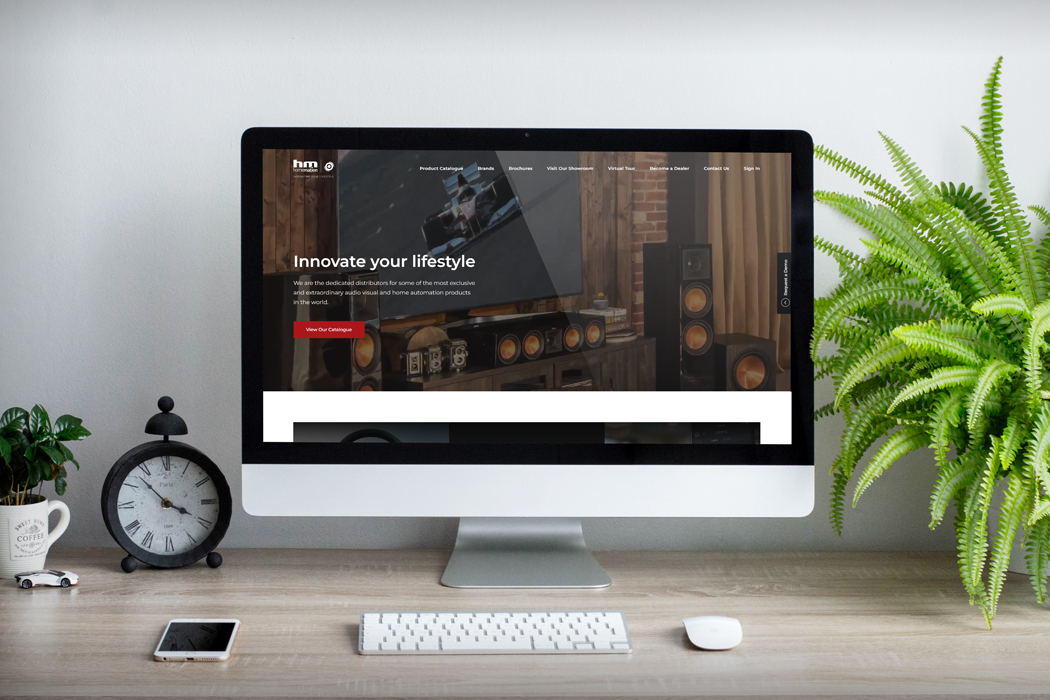 hm
homemation
Product Catalogue Brands Brochures Visit Our Showroom Virtual Tour Become a Dealer Contact Us Sign In
Innovate your lifestyle
We are the dedicated distributors for some of the most exclusive
and extraordinary audio visual and home automation products
in the world.
View Our Catalogue
Request a Demo
Paris
COFFEE